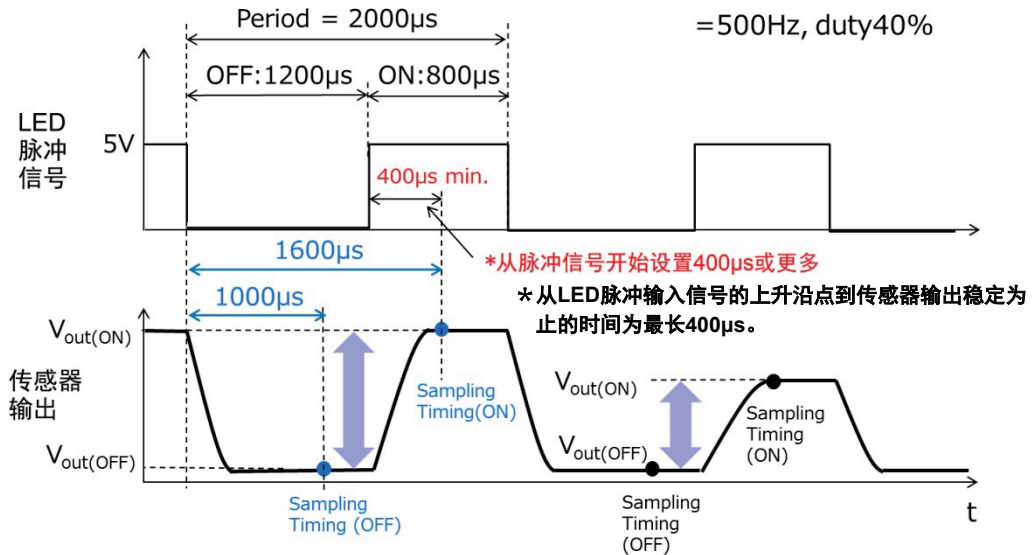 Period = 2000µs
=500Hz, duty40%
OFF:1200µs
ON:800µs
LED
脉冲
信号
5V
400µs min.
1600µs
*从脉冲信号开始设置400µs或更多
1000µs
*从LED脉冲输入信号的上升沿点到传感器输出稳定为
止的时间为最长400µs。
Vout(ON)
传感器
输出
Sampling
Timing(ON)
Vout(ON)
Sampling
Timing
(ON)
Vout(OFF)
Vout(OFF)
Sampling
Timing (OFF)
Sampling
Timing
(OFF)
t